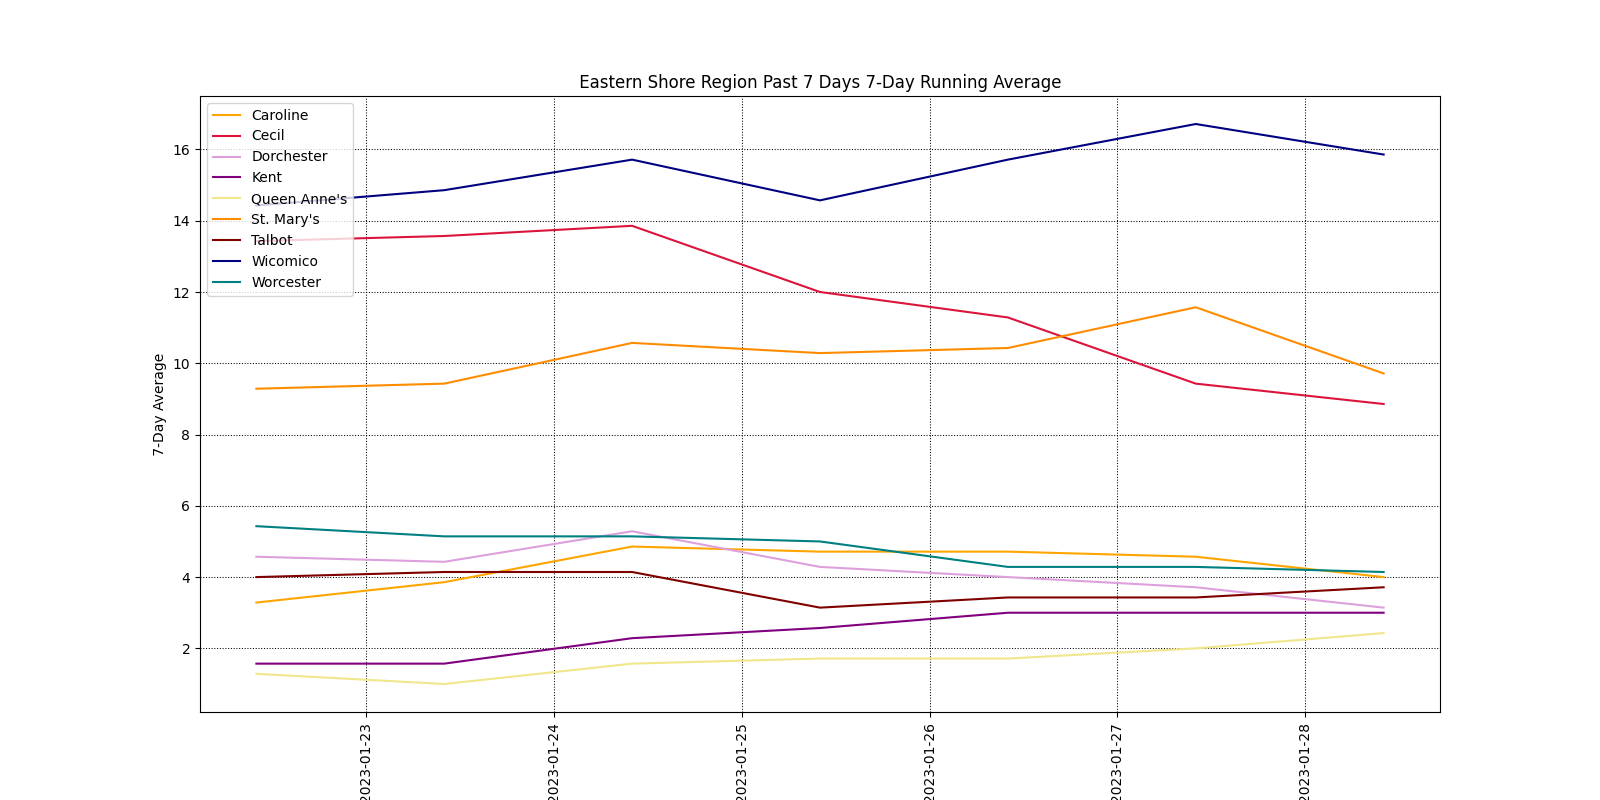 Eastern Shore Region Past 7 Days 7-Day Running Average
Caroline
Cecil
Dorchester
Kent
Queen Anne's
St. Mary's
Talbot
Wicomico
Worcester
7-Day Average
16
14
12
10
8
6
4
2
2023-01-23
2023-01-24
2023-01-25
2023-01-26
2023-01-27
2023-01-28